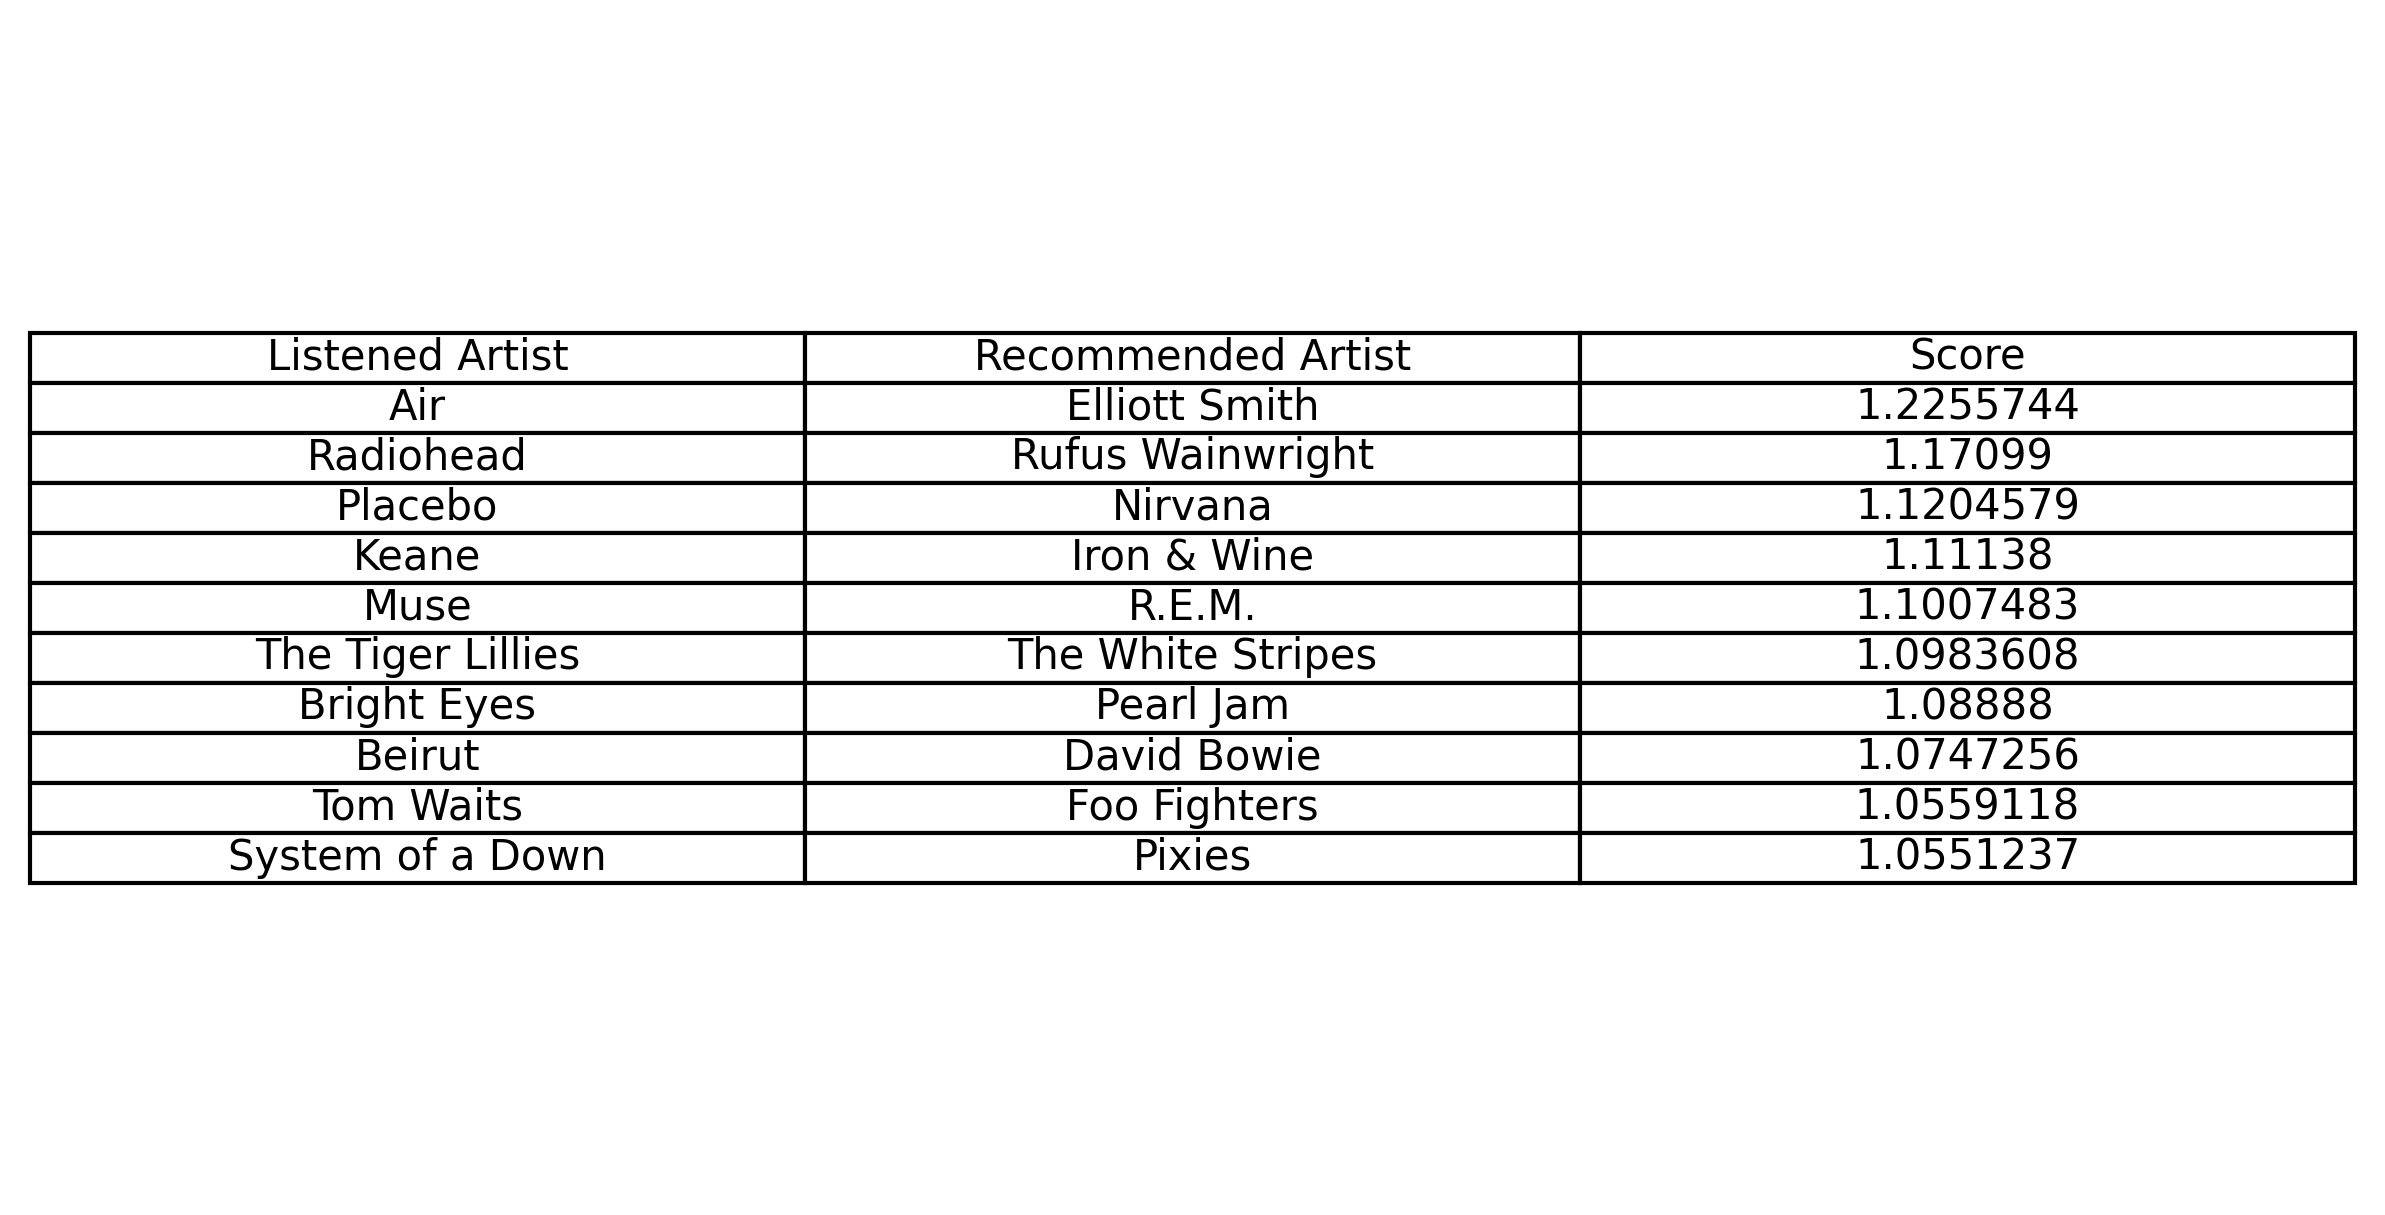 Listened Artist Recommended Artist Score
Air Elliott Smith 1.2255744
Radiohead Rufus Wainwright 1.17099
Placebo Nirvana 1.1204579
Keane Iron & Wine 1.11138
Muse R.E.M. 1.1007483
The Tiger Lillies The White Stripes 1.0983608
Bright Eyes Pearl Jam 1.08888
Beirut David Bowie 1.0747256
Tom Waits Foo Fighters 1.0559118
System of a Down Pixies 1.0551237